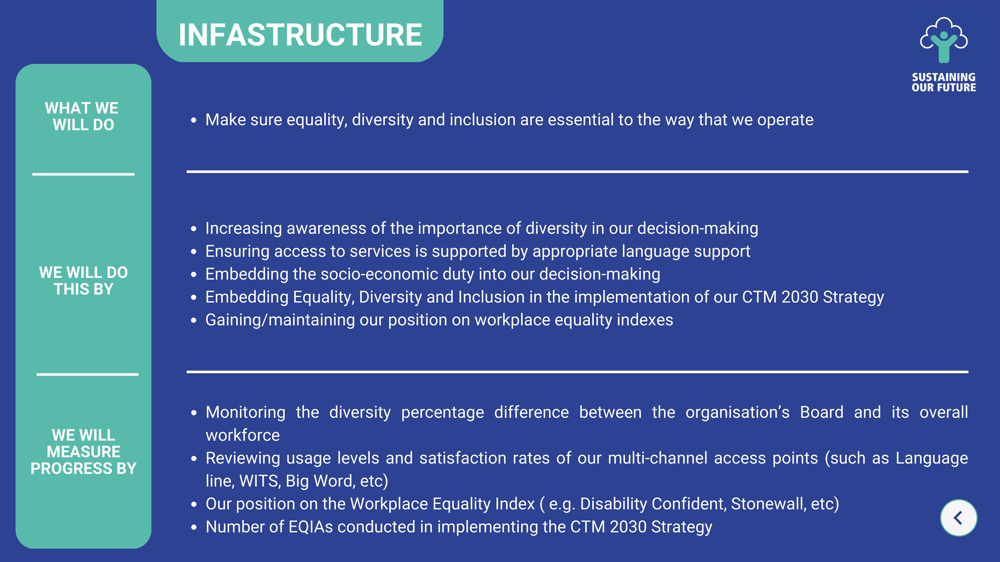 INFASTRUCTURE
SUSTAINING
OUR FUTURE
WHAT WE
WILL DO
• Make sure equality, diversity and inclusion are essential to the way that we operate
WE WILL DO
THIS BY
• Increasing awareness of the importance of diversity in our decision-making
• Ensuring access to services is supported by appropriate language support
• Embedding the socio-economic duty into our decision-making
• Embedding Equality, Diversity and Inclusion in the implementation of our CTM 2030 Strategy
• Gaining/maintaining our position on workplace equality indexes
WE WILL
MEASURE
PROGRESS BY
• Monitoring the diversity percentage difference between the organisation’s Board and its overall
workforce
• Reviewing usage levels and satisfaction rates of our multi-channel access points (such as Language
line, WITS, Big Word, etc)
• Our position on the Workplace Equality Index ( e.g. Disability Confident, Stonewall, etc)
• Number of EQIAs conducted in implementing the CTM 2030 Strategy